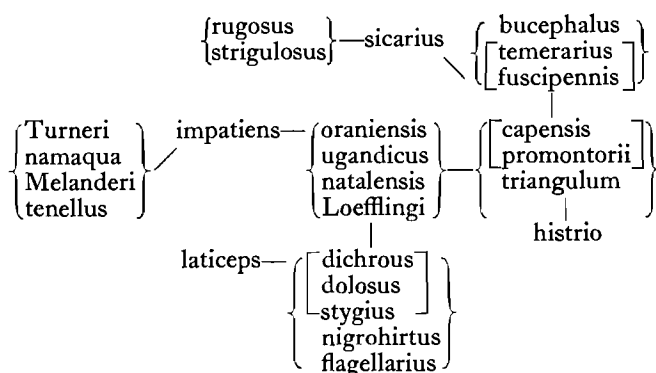 rugosus
strigulosus
sicarius
bucephalus
temerarius
fuscipennis
Turneri
namaqua
Melanderi
tenellus
impatiens
oraniensis
ugandicus
natalensis
Loefflingi
capensis
promontorii
triangulum
histrio
laticeps
dichrous
dolosus
stygius
nigrohirtus
flagellarius